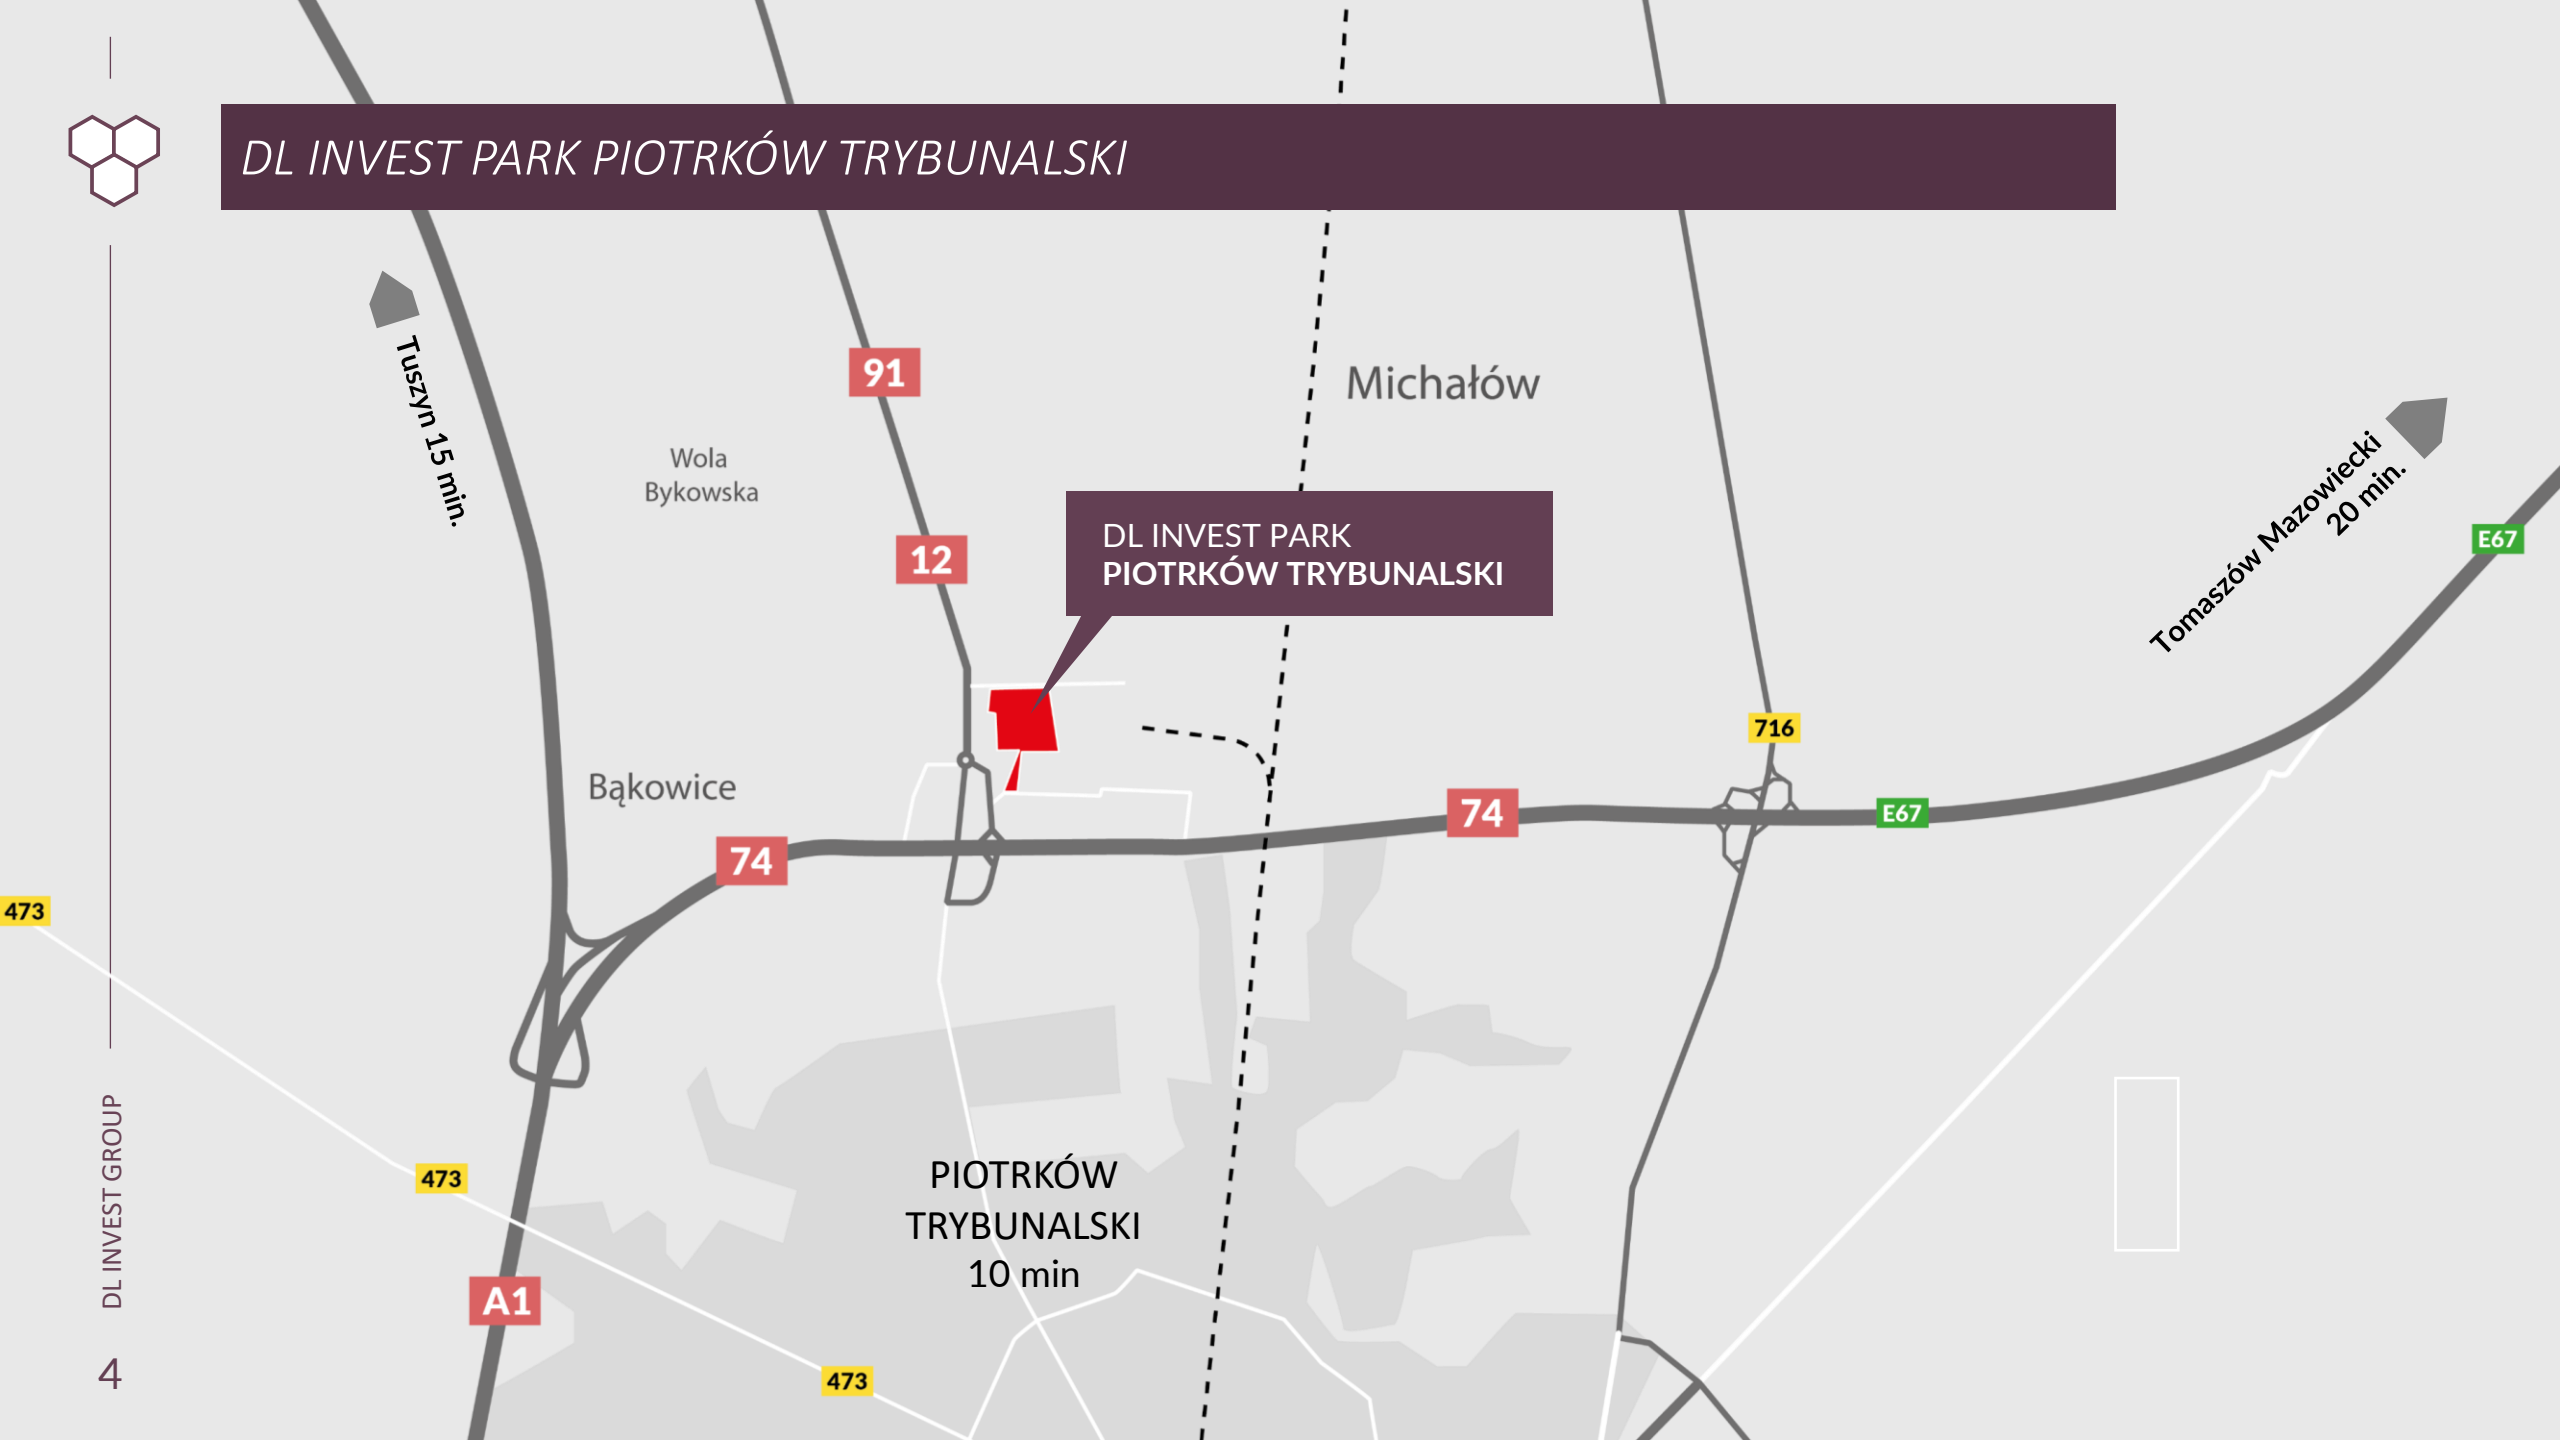 DL INVEST PARK PIOTRKÓW TRYBUNALSKI
Tuszyn 15 min.
91
Michałów
Wola
Bykowska
Tomaszów Mazowiecki
20 min.
E67
12
DL INVEST PARK
PIOTRKÓW TRYBUNALSKI
716
Bąkowice
74
E67
74
473
473
PIOTRKÓW
TRYBUNALSKI
10 min
A1
473
DL INVEST GROUP
4